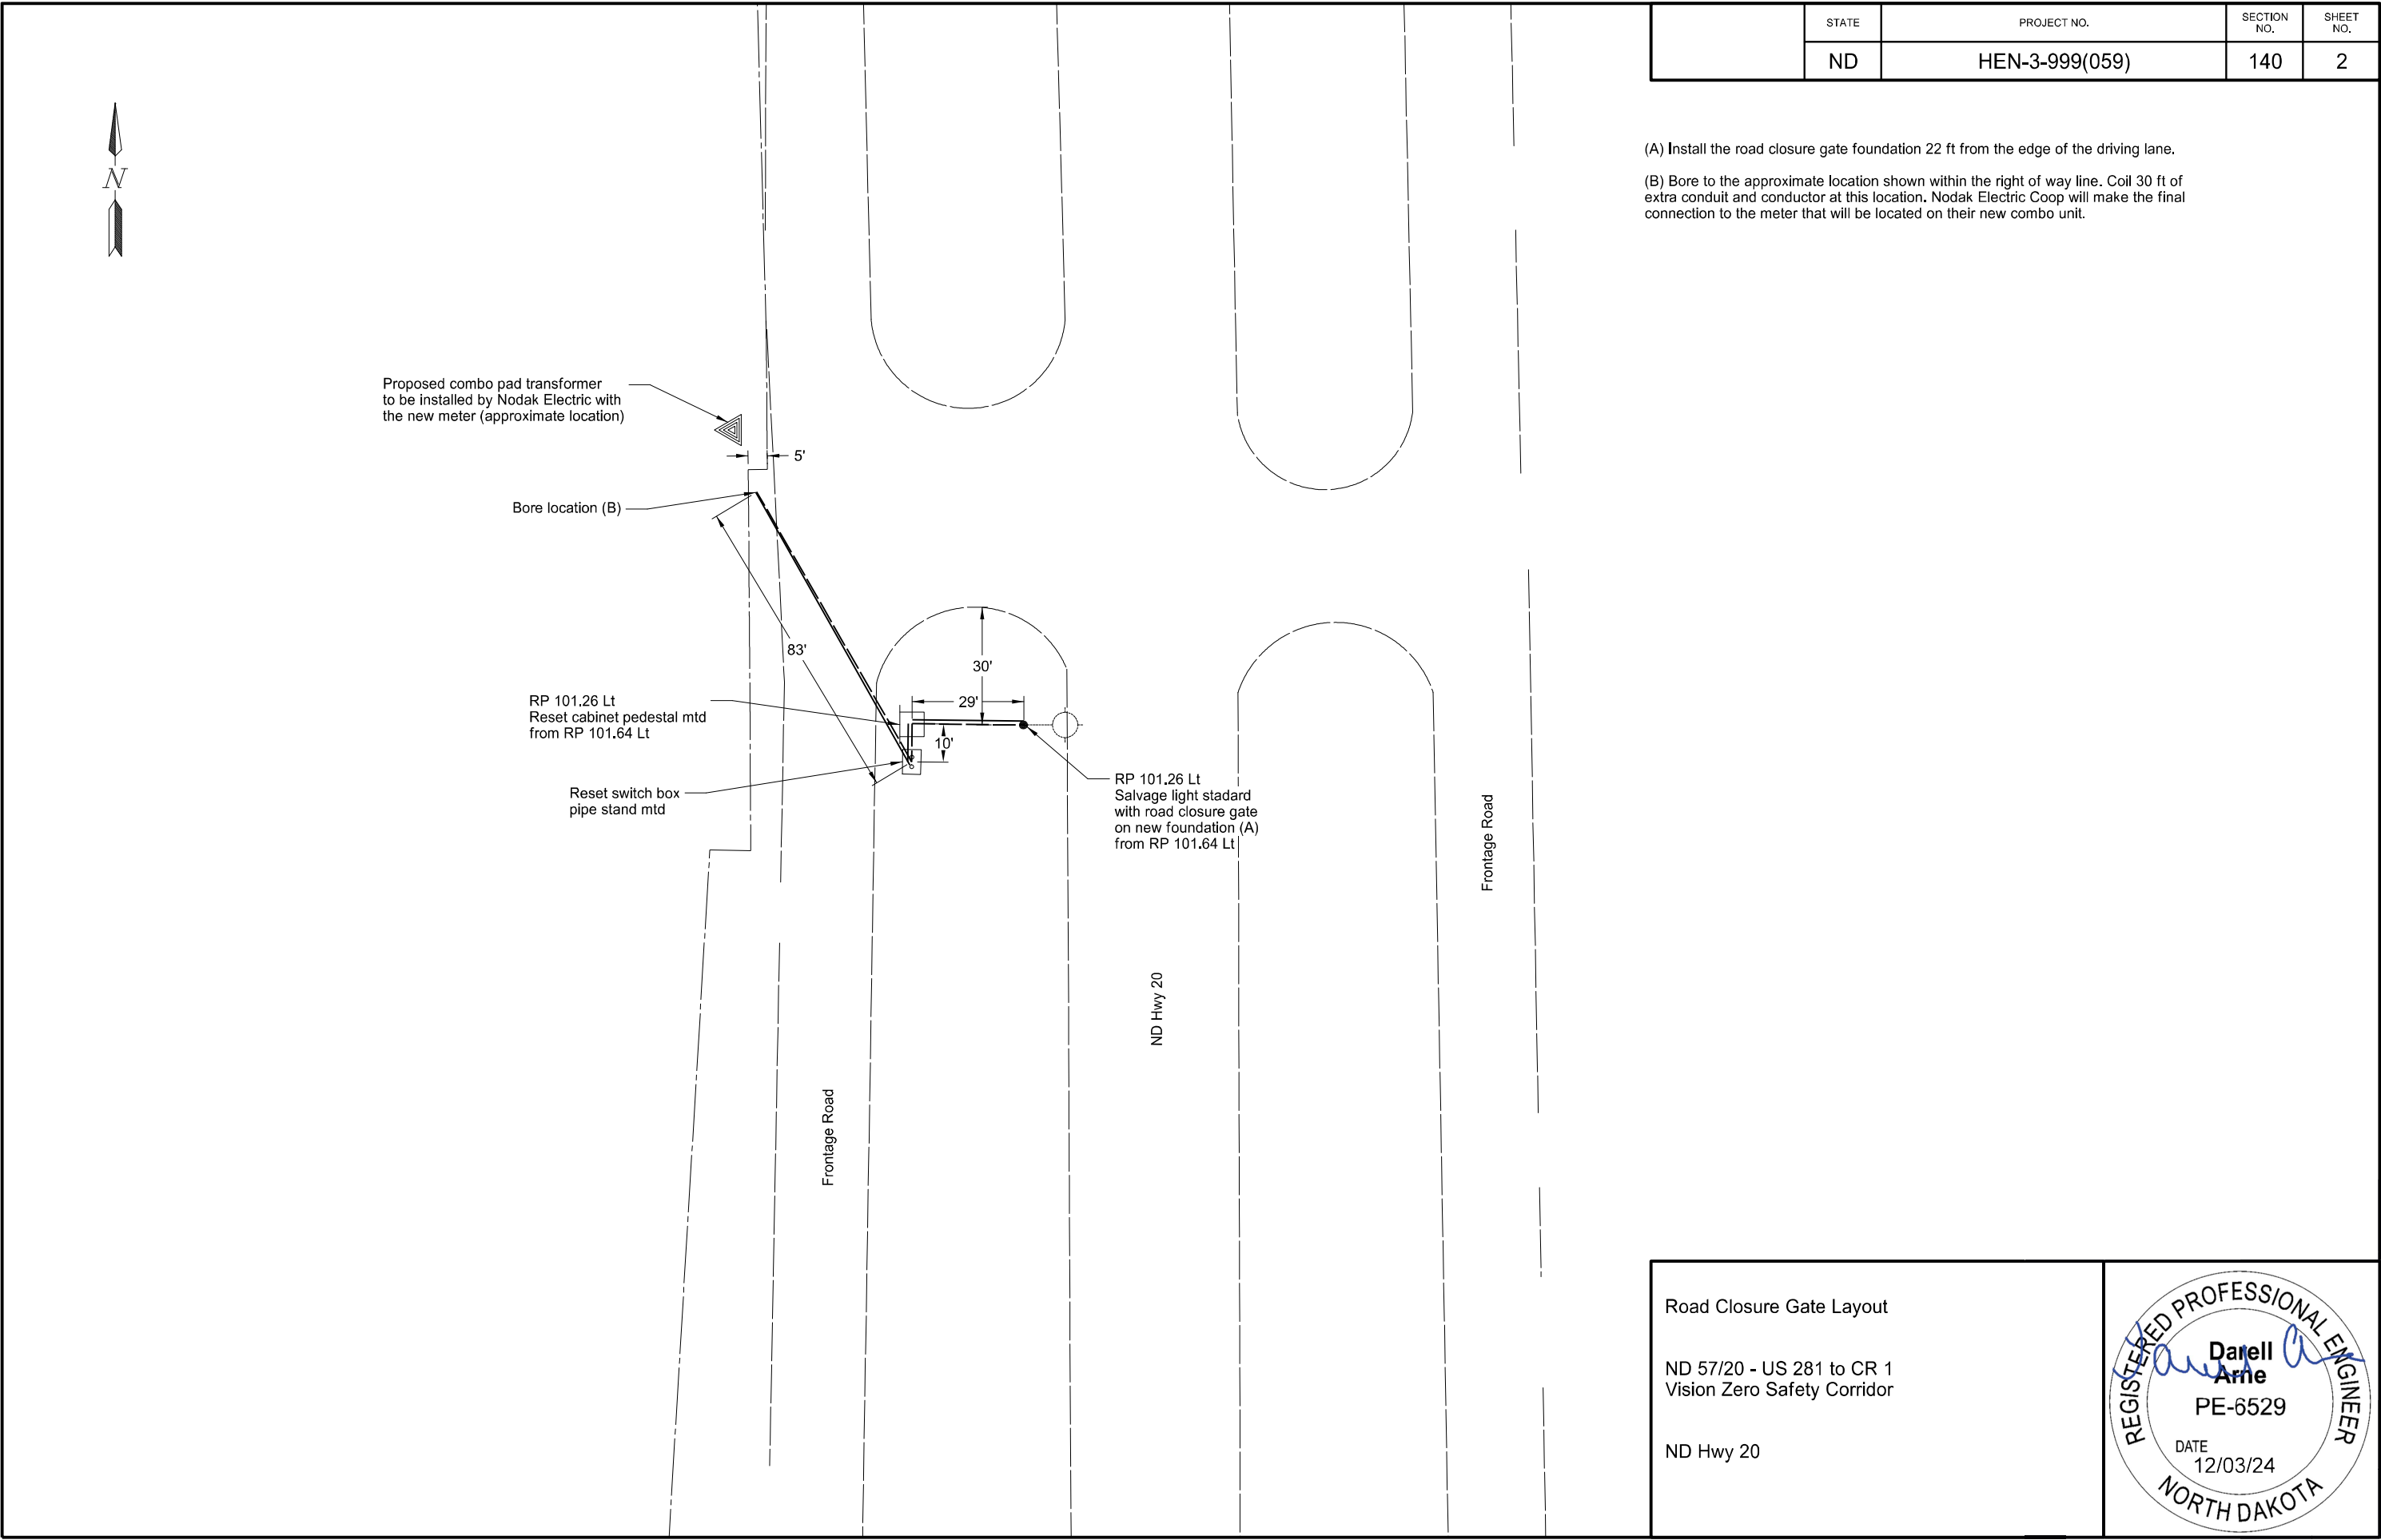 STATE
PROJECT NO.
SECTION
NO.
SHEET
NO.
ND
HEN-3-999(059)
140
2
N
(A) Install the road closure gate foundation 22 ft from the edge of the driving lane.
(B) Bore to the approximate location shown within the right of way line. Coil 30 ft of
extra conduit and conductor at this location. Nodak Electric Coop will make the final
connection to the meter that will be located on their new combo unit.
Proposed combo pad transformer
to be installed by Nodak Electric with
the new meter (approximate location)
5'
Bore location (B)
83'
30'
29'
10'
RP 101.26 Lt
Reset cabinet pedestal mtd
from RP 101.64 Lt
Reset switch box
pipe stand mtd
RP 101.26 Lt
Salvage light stadard
with road closure gate
on new foundation (A)
from RP 101.64 Lt
Frontage Road
ND Hwy 20
Frontage Road
Road Closure Gate Layout
ND 57/20 - US 281 to CR 1
Vision Zero Safety Corridor
ND Hwy 20
REGISTERED PROFESSIONAL ENGINEER
Darell
Arne
PE-6529
DATE
12/03/24
NORTH DAKOTA